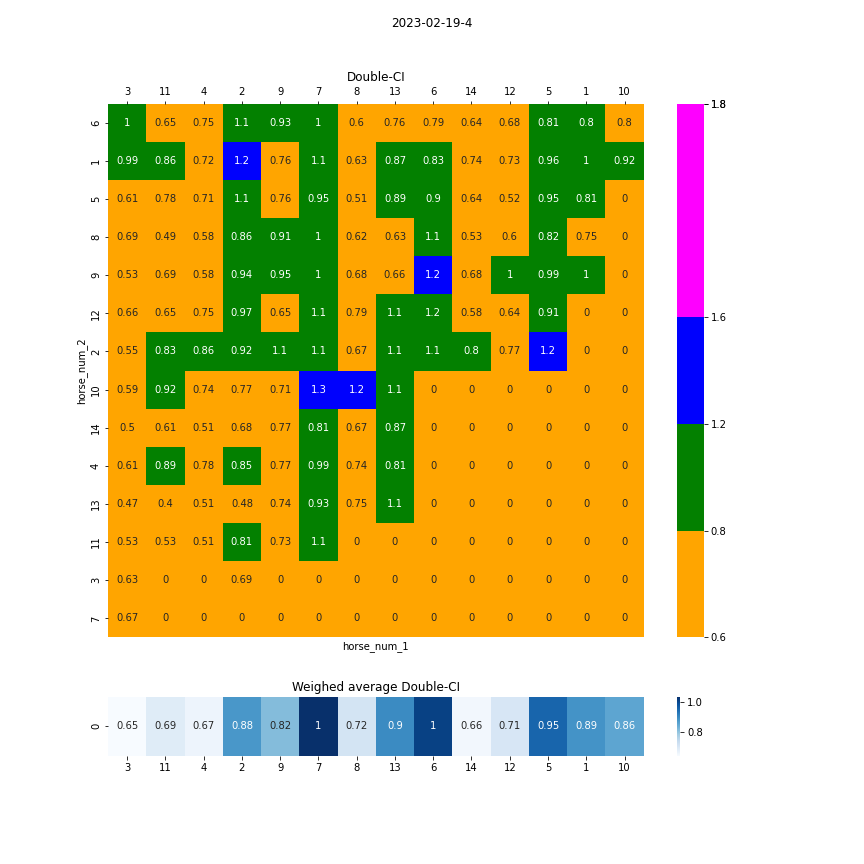 2023-02-19-4
Double-CI
3 11 4 2 9 7 8 13 6 14 12 5 1 10
6 1 0.65 0.75 1.1 0.93 1 0.6 0.76 0.79 0.64 0.68 0.81 0.8 0.8
1 0.99 0.86 0.72 1.2 0.76 1.1 0.63 0.87 0.83 0.74 0.73 0.96 1 0.92
5 0.61 0.78 0.71 1.1 0.76 0.95 0.51 0.89 0.9 0.64 0.52 0.95 0.81 0
8 0.69 0.49 0.58 0.86 0.91 1 0.62 0.63 1.1 0.53 0.6 0.82 0.75 0
9 0.53 0.69 0.58 0.94 0.95 1 0.68 0.66 1.2 0.68 1 0.99 1 0
12 0.66 0.65 0.75 0.97 0.65 1.1 0.79 1.1 1.2 0.58 0.64 0.91 0 0
2 0.55 0.83 0.86 0.92 1.1 1.1 0.67 1.1 1.1 0.8 0.77 1.2 0 0
10 0.59 0.92 0.74 0.77 0.71 1.3 1.2 1.1 0 0 0 0 0 0
14 0.5 0.61 0.51 0.68 0.77 0.81 0.67 0.87 0 0 0 0 0 0
4 0.61 0.89 0.78 0.85 0.77 0.99 0.74 0.81 0 0 0 0 0 0
13 0.47 0.4 0.51 0.48 0.74 0.93 0.75 1.1 0 0 0 0 0 0
11 0.53 0.53 0.51 0.81 0.73 1.1 0 0 0 0 0 0 0 0
3 0.63 0 0 0.69 0 0 0 0 0 0 0 0 0 0
7 0.67 0 0 0 0 0 0 0 0 0 0 0 0 0
horse_num_2
horse_num_1
1.8
1.6
1.2
0.8
0.6
Weighed average Double-CI
0 0.65 0.69 0.67 0.88 0.82 1 0.72 0.9 1 0.66 0.71 0.95 0.89 0.86
3 11 4 2 9 7 8 13 6 14 12 5 1 10
1.0
0.8